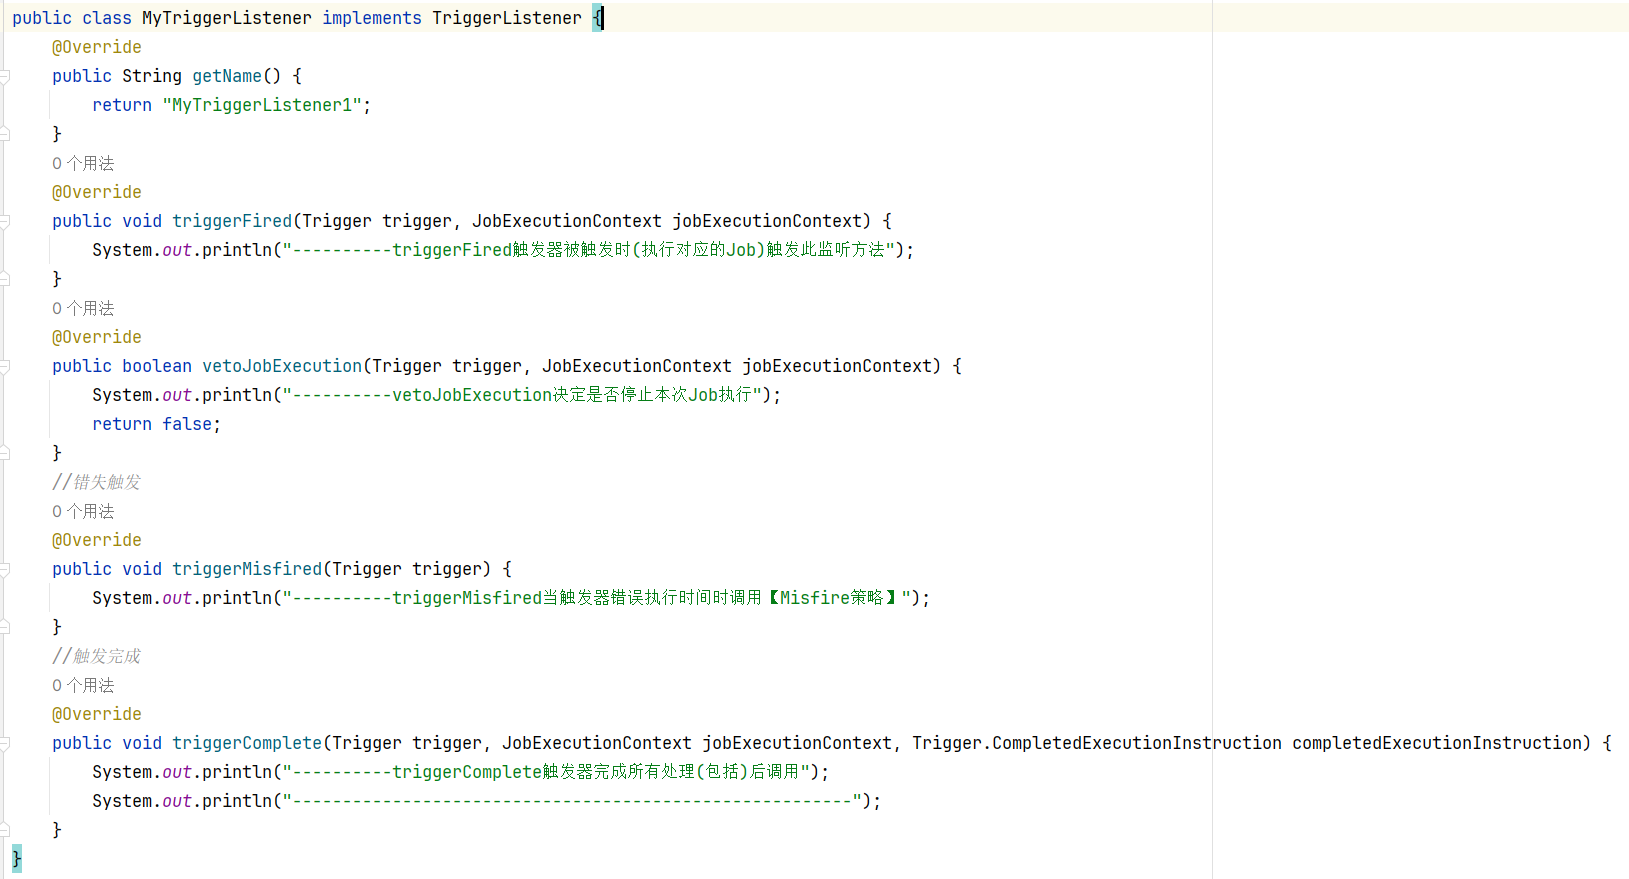 public class MyTriggerListener implements TriggerListener {
@Override
public String getName() {
return "MyTriggerListener1";
}
0 个用法
@Override
public void triggerFired(Trigger trigger, JobExecutionContext jobExecutionContext) {
System.out.println("----------triggerFired触发器被触发时(执行对应的Job)触发此监听方法");
}
0 个用法
@Override
public boolean vetoJobExecution(Trigger trigger, JobExecutionContext jobExecutionContext) {
System.out.println("----------vetoJobExecution决定是否停止本次Job执行");
return false;
}
//错失触发
0 个用法
@Override
public void triggerMisfired(Trigger trigger) {
System.out.println("----------triggerMisfired当触发器错误执行时间时调用【Misfire策略】");
}
//触发完成
0 个用法
@Override
public void triggerComplete(Trigger trigger, JobExecutionContext jobExecutionContext, Trigger.CompletedExecutionInstruction completedExecutionInstruction) {
System.out.println("----------triggerComplete触发器完成所有处理(包括)后调用");
System.out.println("--------------------------------------------------------");
}
}